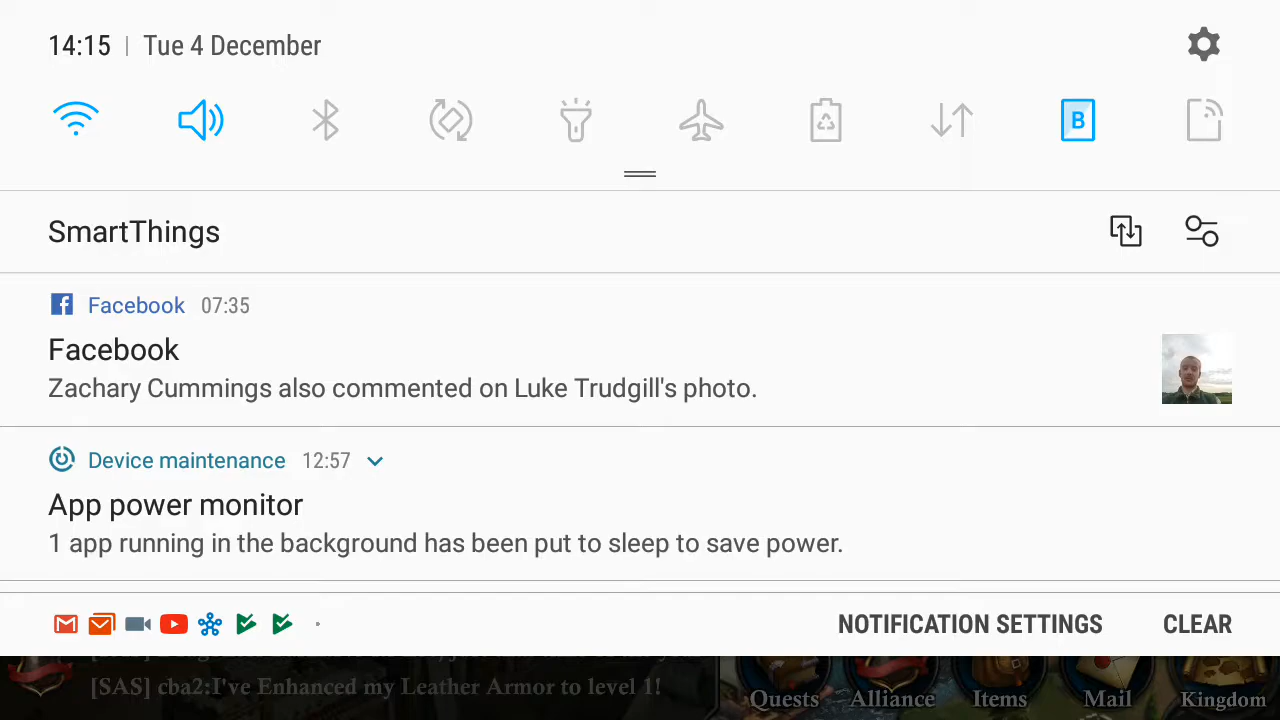 14:15 | Tue 4 December
B
SmartThings
Facebook 07:35
Facebook
Zachary Cummings also commented on Luke Trudgill's photo.
Device maintenance 12:57
App power monitor
1 app running in the background has been put to sleep to save power.
NOTIFICATION SETTINGS CLEAR
[SAS] cba2:I've Enhanced my Leather Armor to level 1!
Quests Alliance Items Mail Kingdom